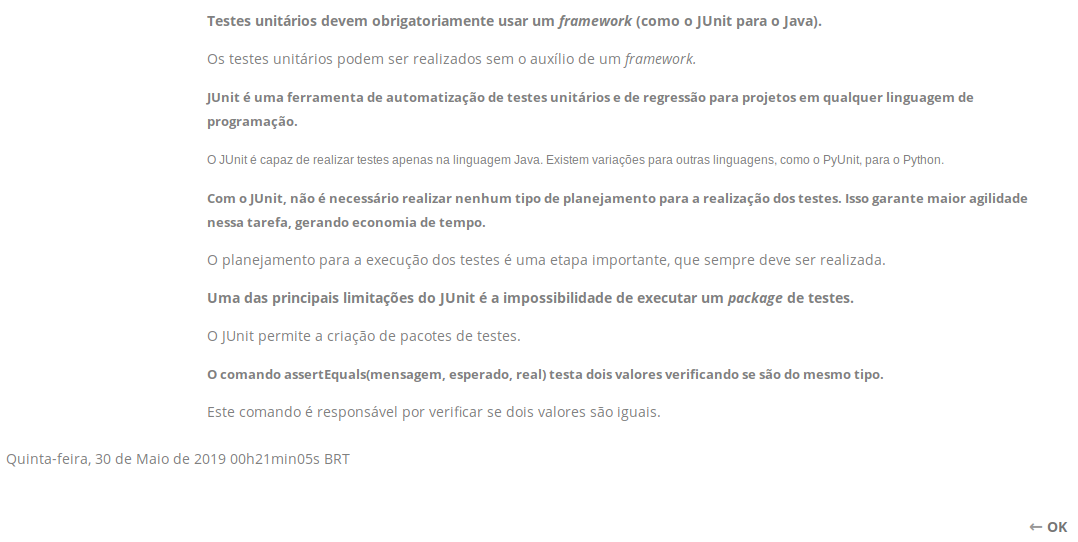 Testes unitários devem obrigatoriamente usar um framework (como o JUnit para o Java).
Os testes unitários podem ser realizados sem o auxílio de um framework.
JUnit é uma ferramenta de automatização de testes unitários e de regressão para projetos em qualquer linguagem de
programação.
O JUnit é capaz de realizar testes apenas na linguagem Java. Existem variações para outras linguagens, como o PyUnit, para o Python.
Com o JUnit, não é necessário realizar nenhum tipo de planejamento para a realização dos testes. Isso garante maior agilidade
nessa tarefa, gerando economia de tempo.
O planejamento para a execução dos testes é uma etapa importante, que sempre deve ser realizada.
Uma das principais limitações do JUnit é a impossibilidade de executar um package de testes.
O JUnit permite a criação de pacotes de testes.
O comando assertEquals(mensagem, esperado, real) testa dois valores verificando se são do mesmo tipo.
Este comando é responsável por verificar se dois valores são iguais.
Quinta-feira, 30 de Maio de 2019 00h21min05s BRT
← OK